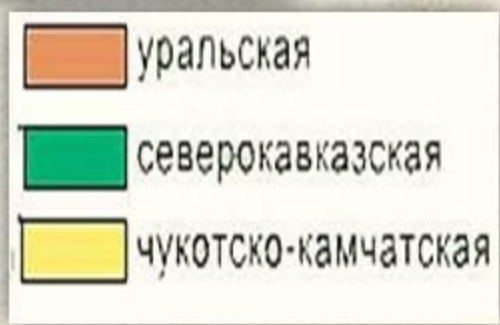 уральская
северокавказская
чукотско-камчатская